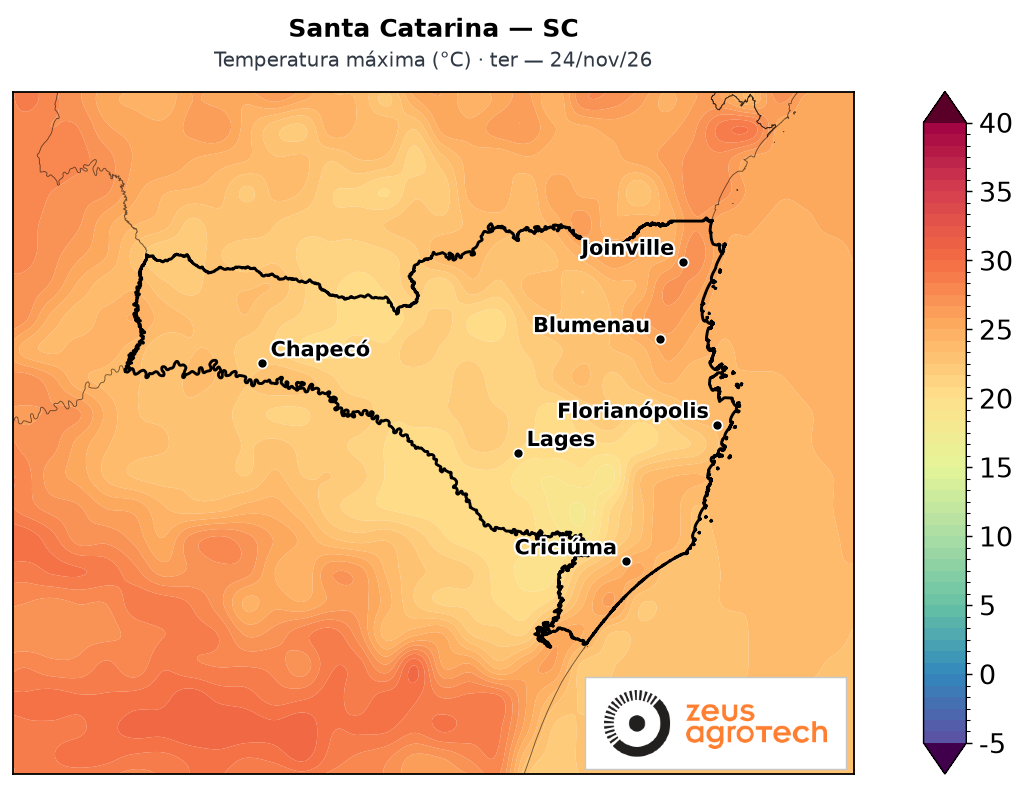 Santa Catarina — SC
Temperatura máxima (°C) · ter — 24/nov/26
Joinville
Blumenau
Chapecó
Florianópolis
Lages
Criciúma
40
35
30
25
20
15
10
5
0
-5
zeus
agrotech